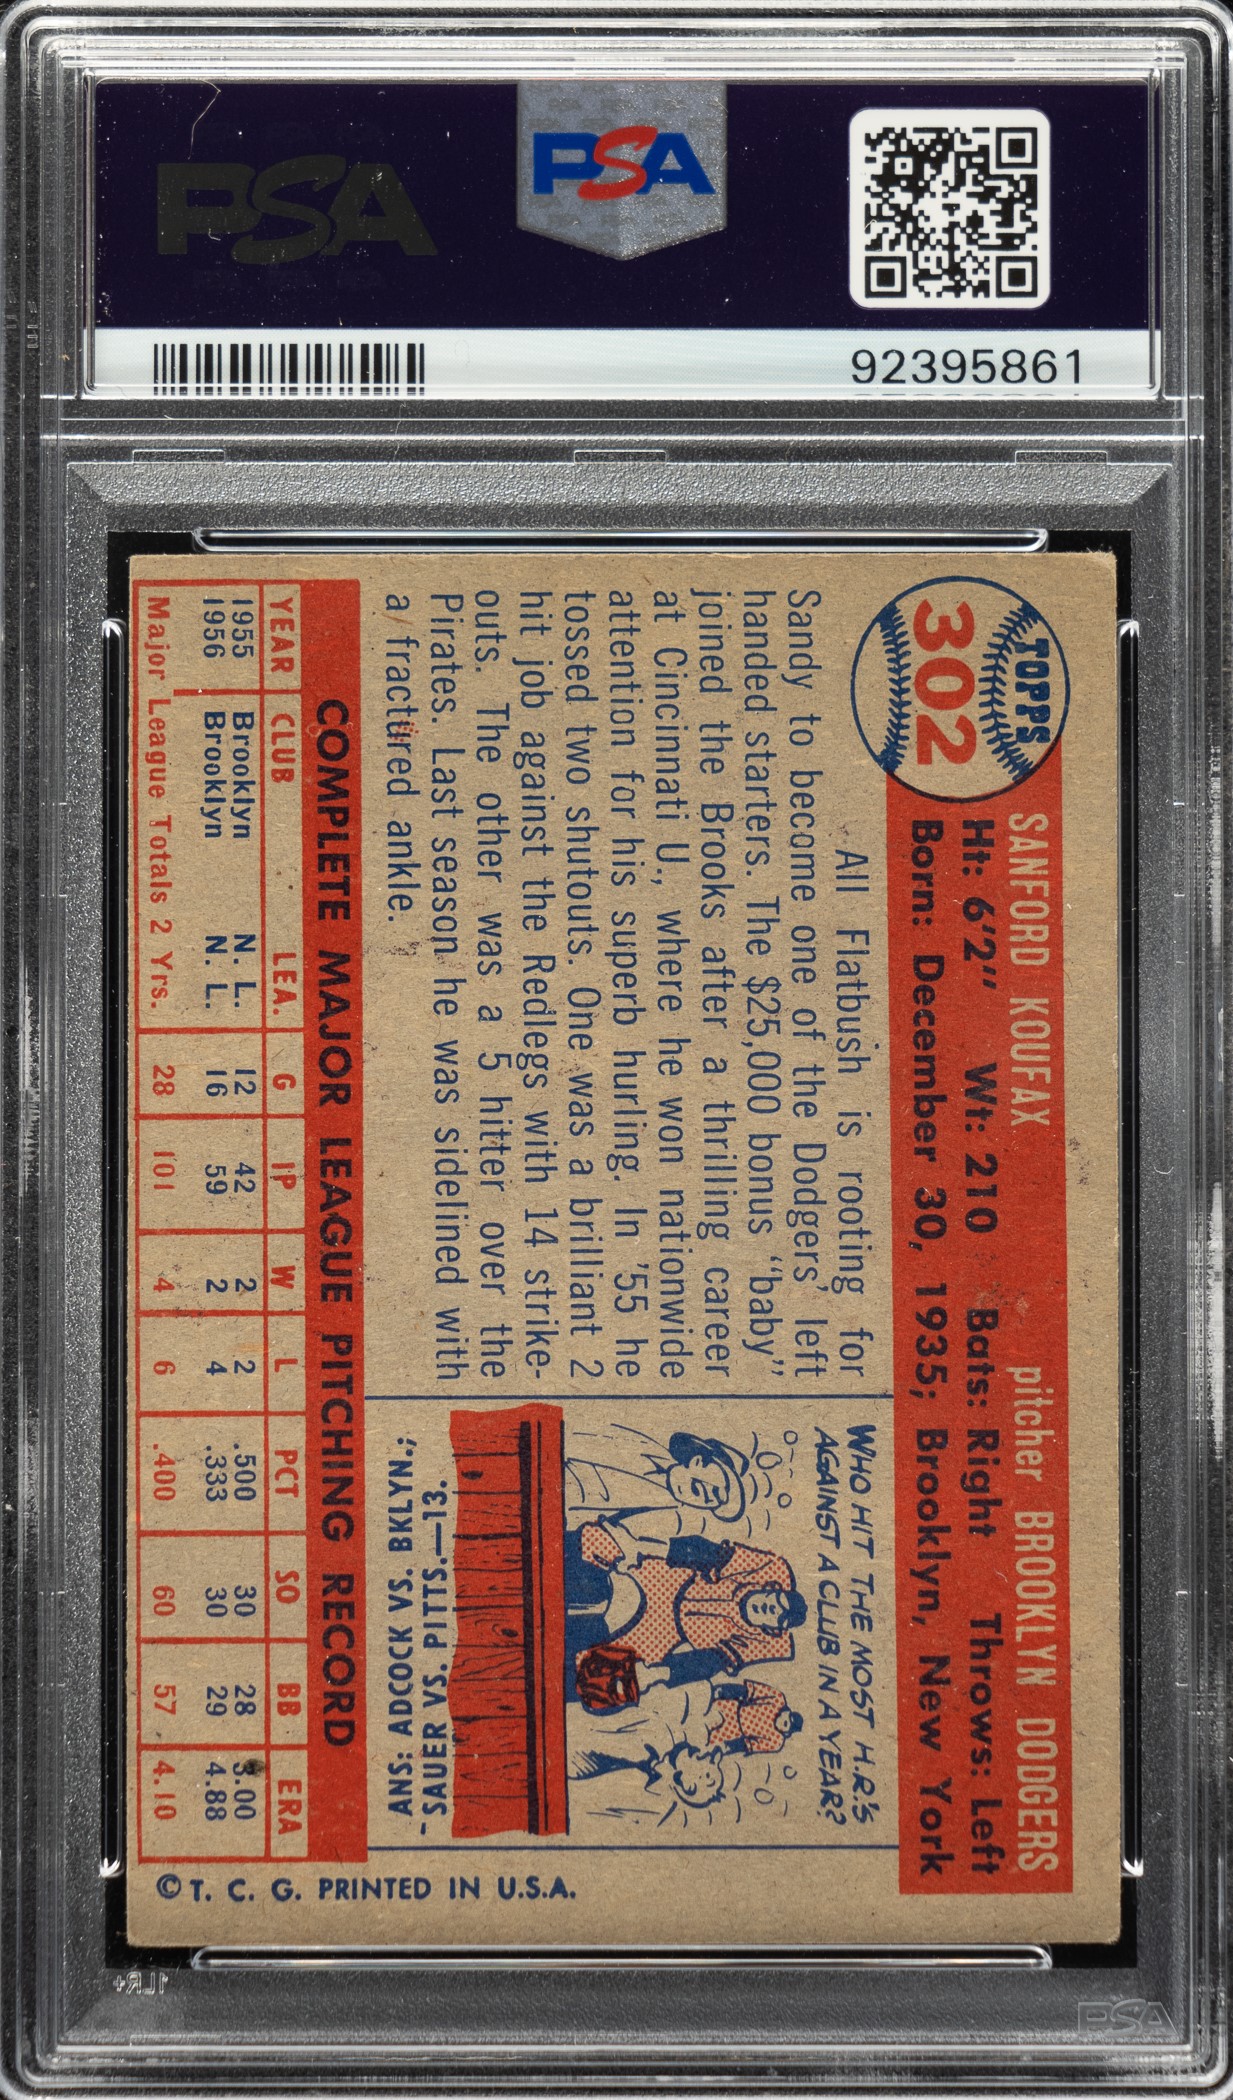 PSA
PSA
92395861
TOPPS
302
SANFORD KOUFAX pitcher BROOKLYN DODGERS
Ht: 6'2" Wt: 210 Bats: Right Throws: Left
Born: December 30, 1935; Brooklyn, New York
All Flatbush is rooting for
Sandy to become one of the Dodgers' left
handed starters. The $25,000 bonus "baby"
joined the Brooks after a thrilling career
at Cincinnati U., where he won nationwide
attention for his superb hurling. In '55 he
tossed two shutouts. One was a brilliant 2
hit job against the Redlegs with 14 strike-
outs. The other was a 5 hitter over the
Pirates. Last season he was sidelined with
a fractured ankle.
WHO HIT THE MOST H.R.'S
AGAINST A CLUB IN A YEAR?
ANS: ADCOCK VS. BKLYN.;
- SAUER VS. PITTS.—13.
COMPLETE MAJOR LEAGUE PITCHING RECORD
YEAR CLUB LEA. G IP W L PCT SO BB ERA
1955 Brooklyn N. L. 12 42 2 2 .500 30 28 3.00
1956 Brooklyn N. L. 16 59 2 4 .333 30 29 4.88
Major League Totals 2 Yrs. 28 101 4 6 .400 60 57 4.10
© T. C. G. PRINTED IN U.S.A.
1LR+
PSA